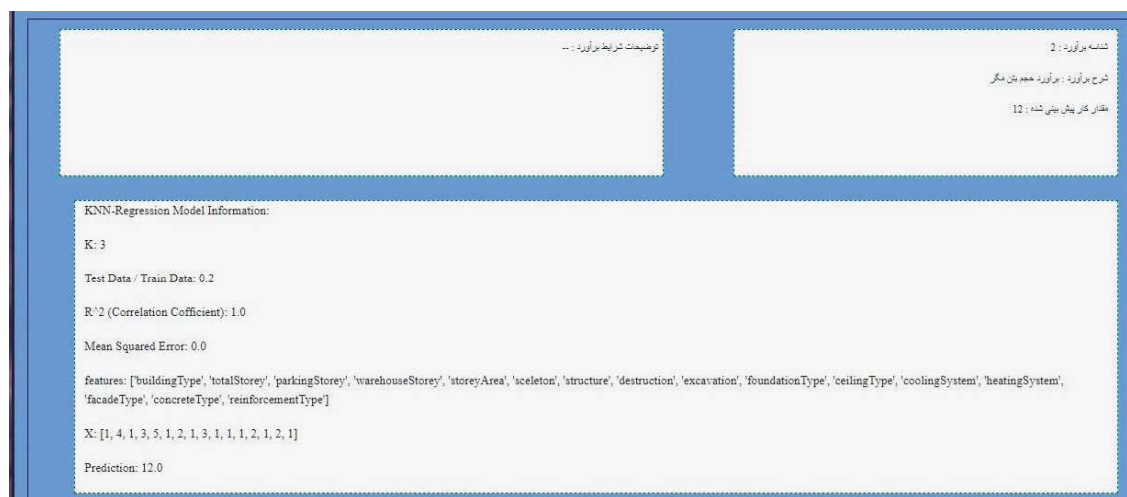 شناسه برآورد : 2
شرح برآورد : برآورد حجم بتن مگر
مقدار کار پیش بینی شده : 12
توضیحات شرایط برآورد : --
KNN-Regression Model Information:
K: 3
Test Data / Train Data: 0.2
R^2 (Correlation Cofficient): 1.0
Mean Squared Error: 0.0
features: ['buildingType', 'totalStorey', 'parkingStorey', 'warehouseStorey', 'storeyArea', 'sceleton', 'structure', 'destruction', 'excavation', 'foundationType', 'ceilingType', 'coolingSystem', 'heatingSystem',
'facadeType', 'concreteType', 'reinforcementType']
X: [1, 4, 1, 3, 5, 1, 2, 1, 3, 1, 1, 1, 2, 1, 2, 1]
Prediction: 12.0